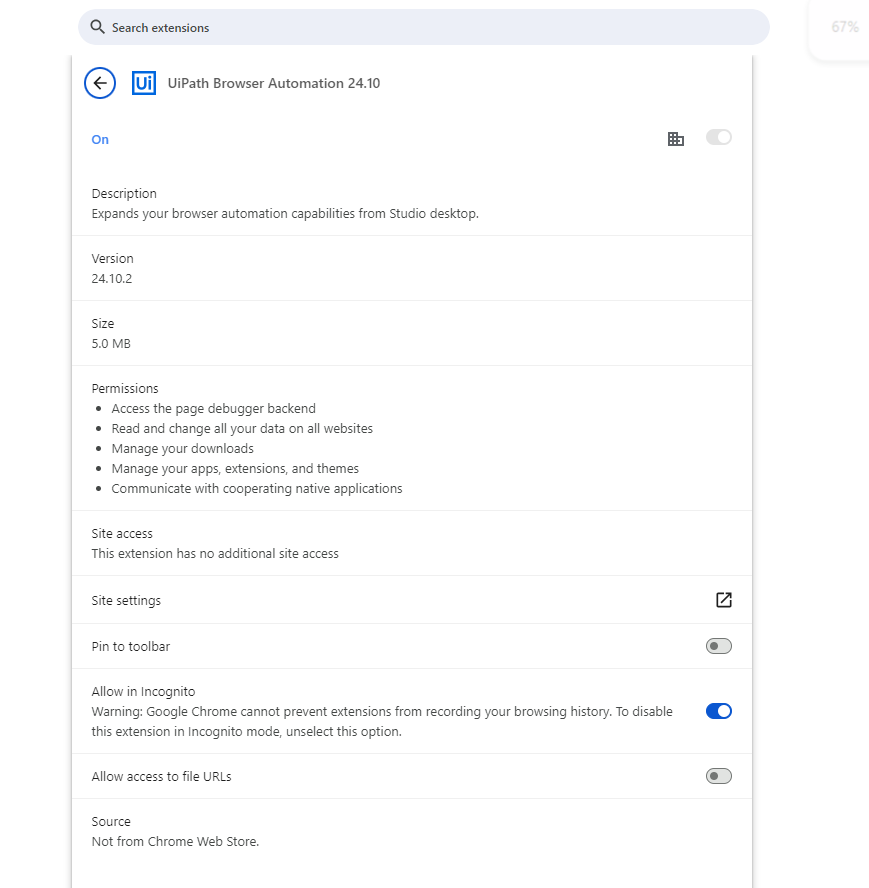 Search extensions
67%
Ui UiPath Browser Automation 24.10
On
Description
Expands your browser automation capabilities from Studio desktop.
Version
24.10.2
Size
5.0 MB
Permissions
• Access the page debugger backend
• Read and change all your data on all websites
• Manage your downloads
• Manage your apps, extensions, and themes
• Communicate with cooperating native applications
Site access
This extension has no additional site access
Site settings
Pin to toolbar
Allow in Incognito
Warning: Google Chrome cannot prevent extensions from recording your browsing history. To disable
this extension in Incognito mode, unselect this option.
Allow access to file URLs
Source
Not from Chrome Web Store.